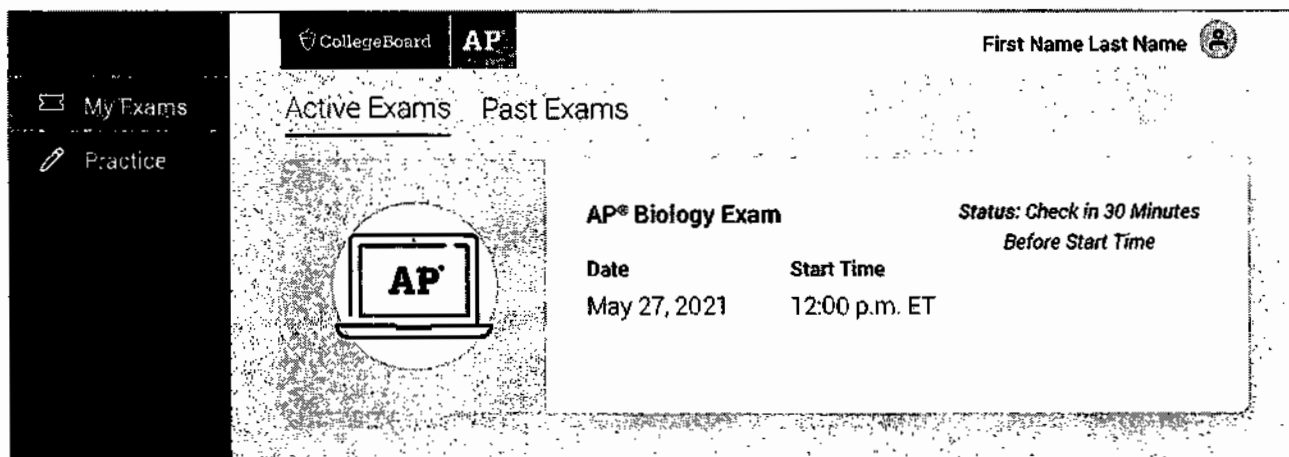 CollegeBoard AP
First Name Last Name
My Exams
Practice
Active Exams Past Exams
AP
AP® Biology Exam
Status: Check in 30 Minutes
Before Start Time
Date Start Time
May 27, 2021 12:00 p.m. ET